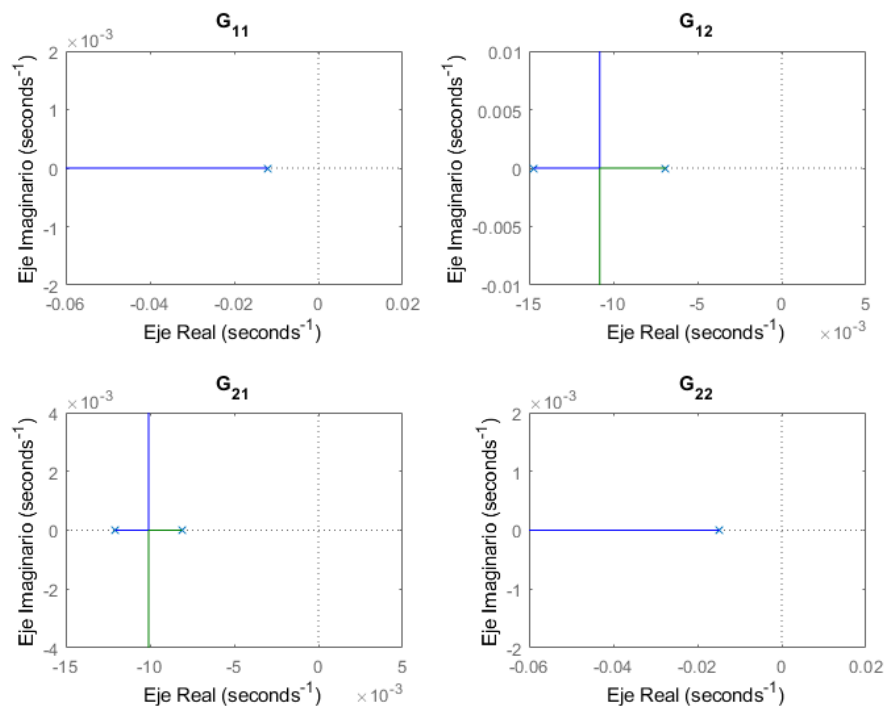 G11
×10-3
2
1
0
-1
-2
Eje Imaginario (seconds-1)
-0.06 -0.04 -0.02 0 0.02
Eje Real (seconds-1)
G12
0.01
0.005
0
-0.005
-0.01
Eje Imaginario (seconds-1)
-15 -10 -5 0 5
Eje Real (seconds-1)
×10-3
G21
×10-3
4
2
0
-2
-4
Eje Imaginario (seconds-1)
-15 -10 -5 0 5
Eje Real (seconds-1)
×10-3
G22
×10-3
2
1
0
-1
-2
Eje Imaginario (seconds-1)
-0.06 -0.04 -0.02 0 0.02
Eje Real (seconds-1)